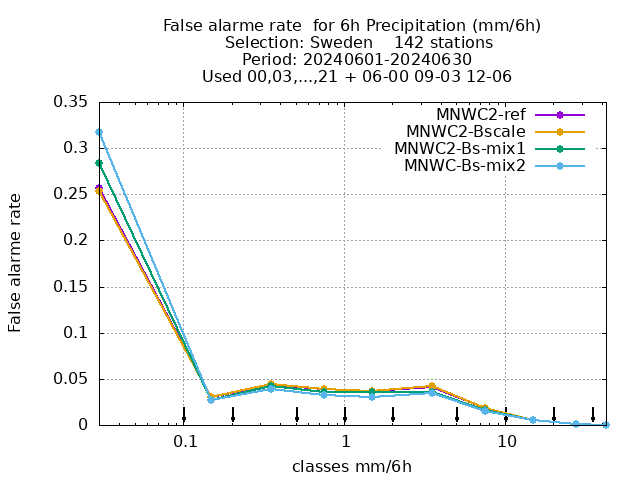 False alarme rate  for 6h Precipitation (mm/6h)
Selection: Sweden    142 stations
Period: 20240601-20240630
Used 00,03,...,21 + 06-00 09-03 12-06
MNWC2-ref
MNWC2-Bscale
MNWC2-Bs-mix1
MNWC-Bs-mix2
False alarme rate
0.35
0.3
0.25
0.2
0.15
0.1
0.05
0
0.1 1 10
classes mm/6h